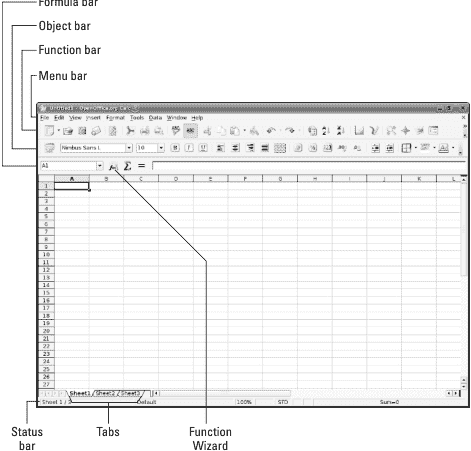 Formula bar
Object bar
Function bar
Menu bar
Untitled1 - OpenOffice.org Calc
File Edit View Insert Format Tools Data Window Help
Nimbus Sans L 10 B I U
A1 Σ =
A B C D E F G H I J K L
1
2
3
4
5
6
7
8
9
10
11
12
13
14
15
16
17
18
19
20
21
22
23
24
25
26
27
Sheet1 Sheet2 Sheet3
Sheet 1 / 3 Default 100% STD Sum=0
Status bar
Tabs
Function Wizard